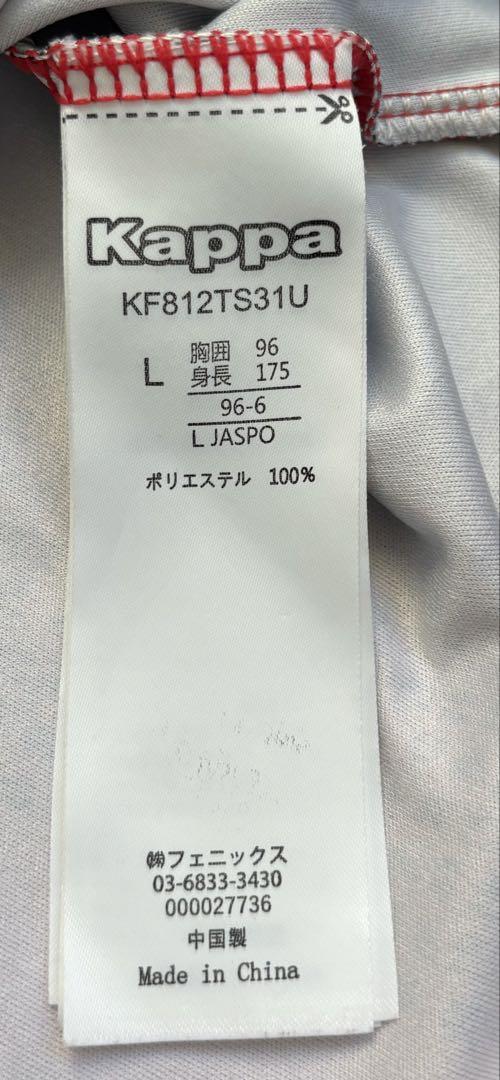 Kappa
KF812TS31U
L 胸囲 96
身長 175
96-6
L JASPO
ポリエステル 100%
㈱フェニックス
03-6833-3430
000027736
中国製
Made in China